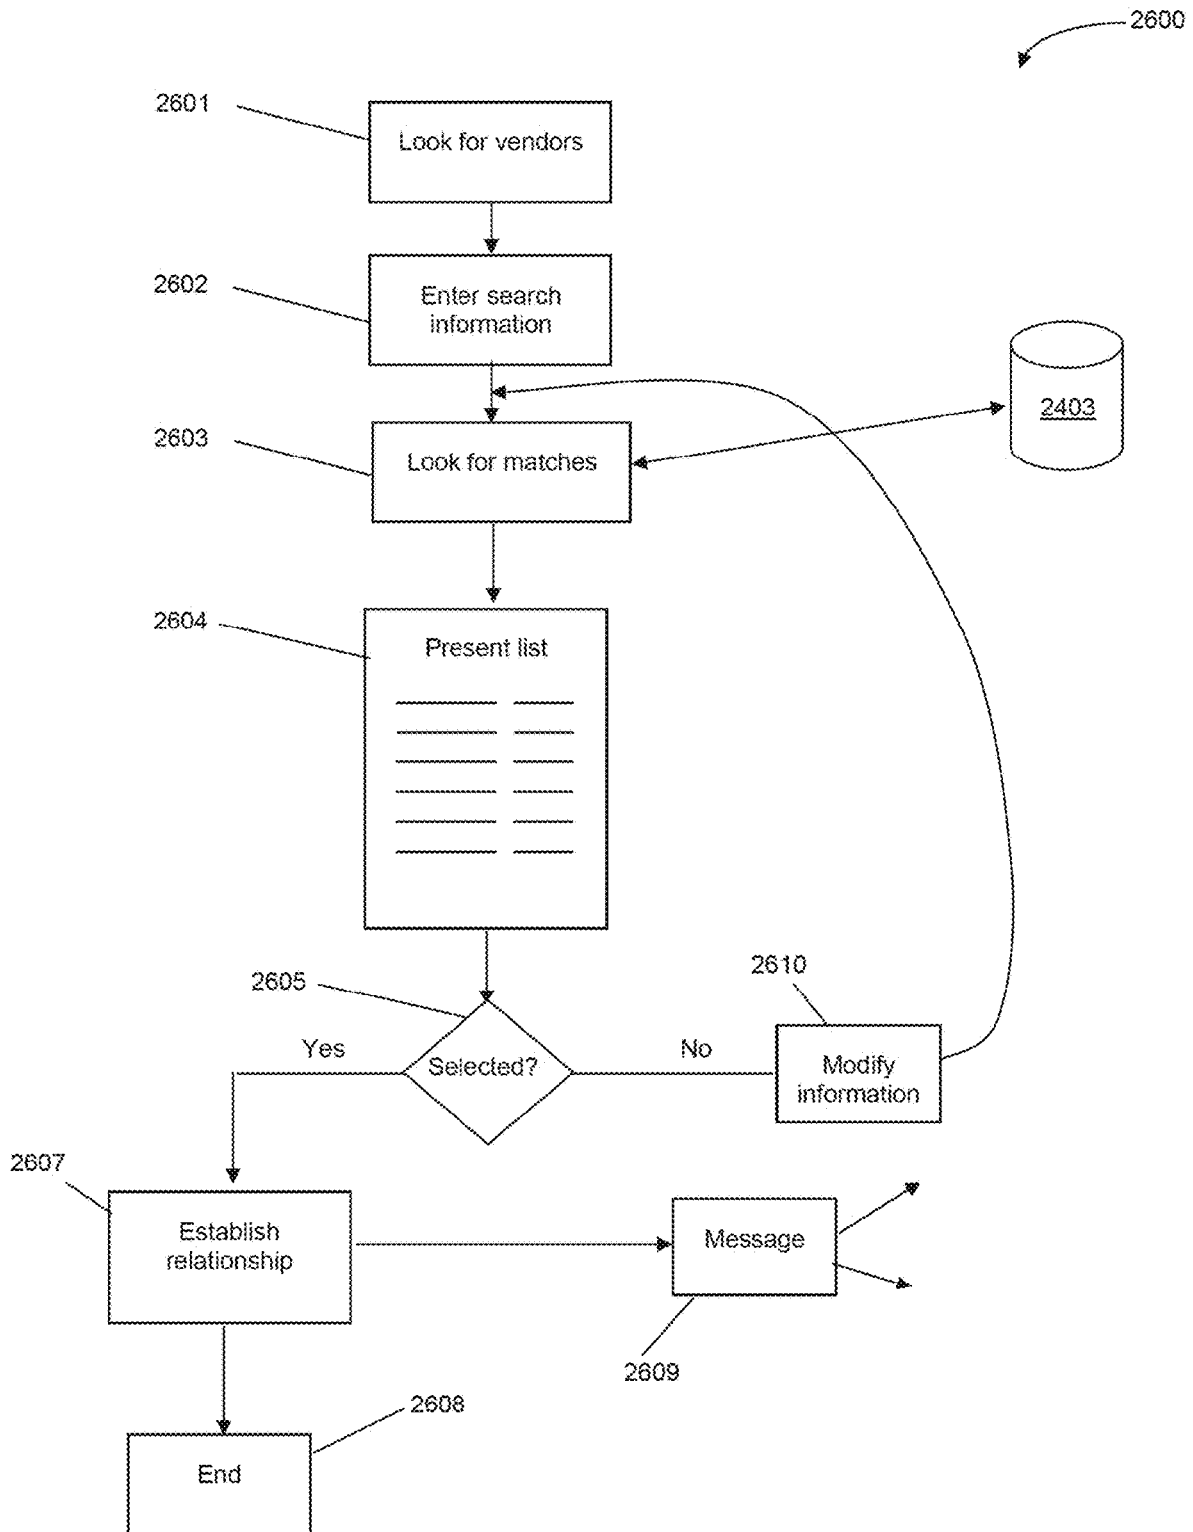 2600
2601
Look for vendors
2602
Enter search
information
2403
2603
Look for matches
2604
Present list
2605
2610
Yes
Selected?
No
Modify
information
2607
Establish
relationship
Message
2609
2608
End